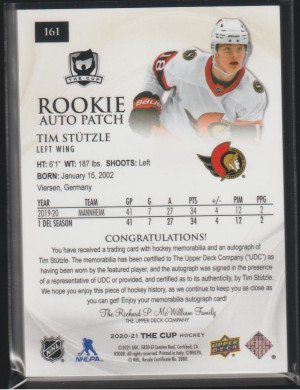 161
THE CUP
18
ROOKIE
AUTO PATCH
TIM STÜTZLE
LEFT WING
HT: 6'1" WT: 187 lbs. SHOOTS: Left
BORN: January 15, 2002
Viersen, Germany
YEAR TEAM GP G A PTS +/- PIM PPG
2019-20 MANNHEIM 41 7 27 34 4 12 2
1 DEL SEASON 41 7 27 34 4 12 2
CONGRATULATIONS!
You have received a trading card with hockey memorabilia and an autograph of
Tim Stützle. The memorabilia has been certified to The Upper Deck Company ("UDC") as
having been worn by the featured player, and the autograph was signed in the presence
of a representative of UDC or provided, and certified as to its authenticity, by Tim Stützle.
We hope you enjoy this piece of hockey history, as we continue to keep you as close as
you can get! Enjoy your memorabilia autograph card!
The Richard P. McWilliam Family
THE UPPER DECK COMPANY
2020-21 THE CUP HOCKEY
NHL
NHLPA
UPPER DECK